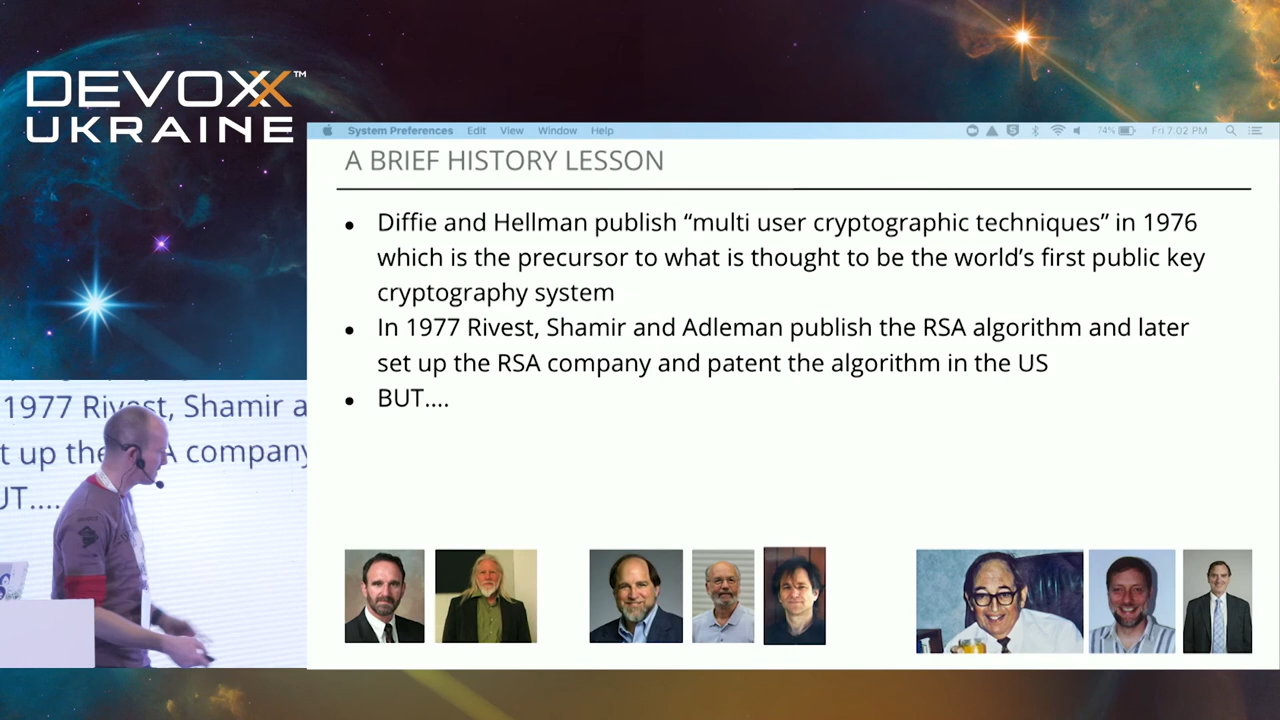 DEVOXX™
UKRAINE
System Preferences Edit View Window Help
74% Fri 7:02 PM
A BRIEF HISTORY LESSON
• Diffie and Hellman publish “multi user cryptographic techniques” in 1976
which is the precursor to what is thought to be the world’s first public key
cryptography system
• In 1977 Rivest, Shamir and Adleman publish the RSA algorithm and later
set up the RSA company and patent the algorithm in the US
• BUT....
1977 Rivest, Shamir a
t up the A company
UT....